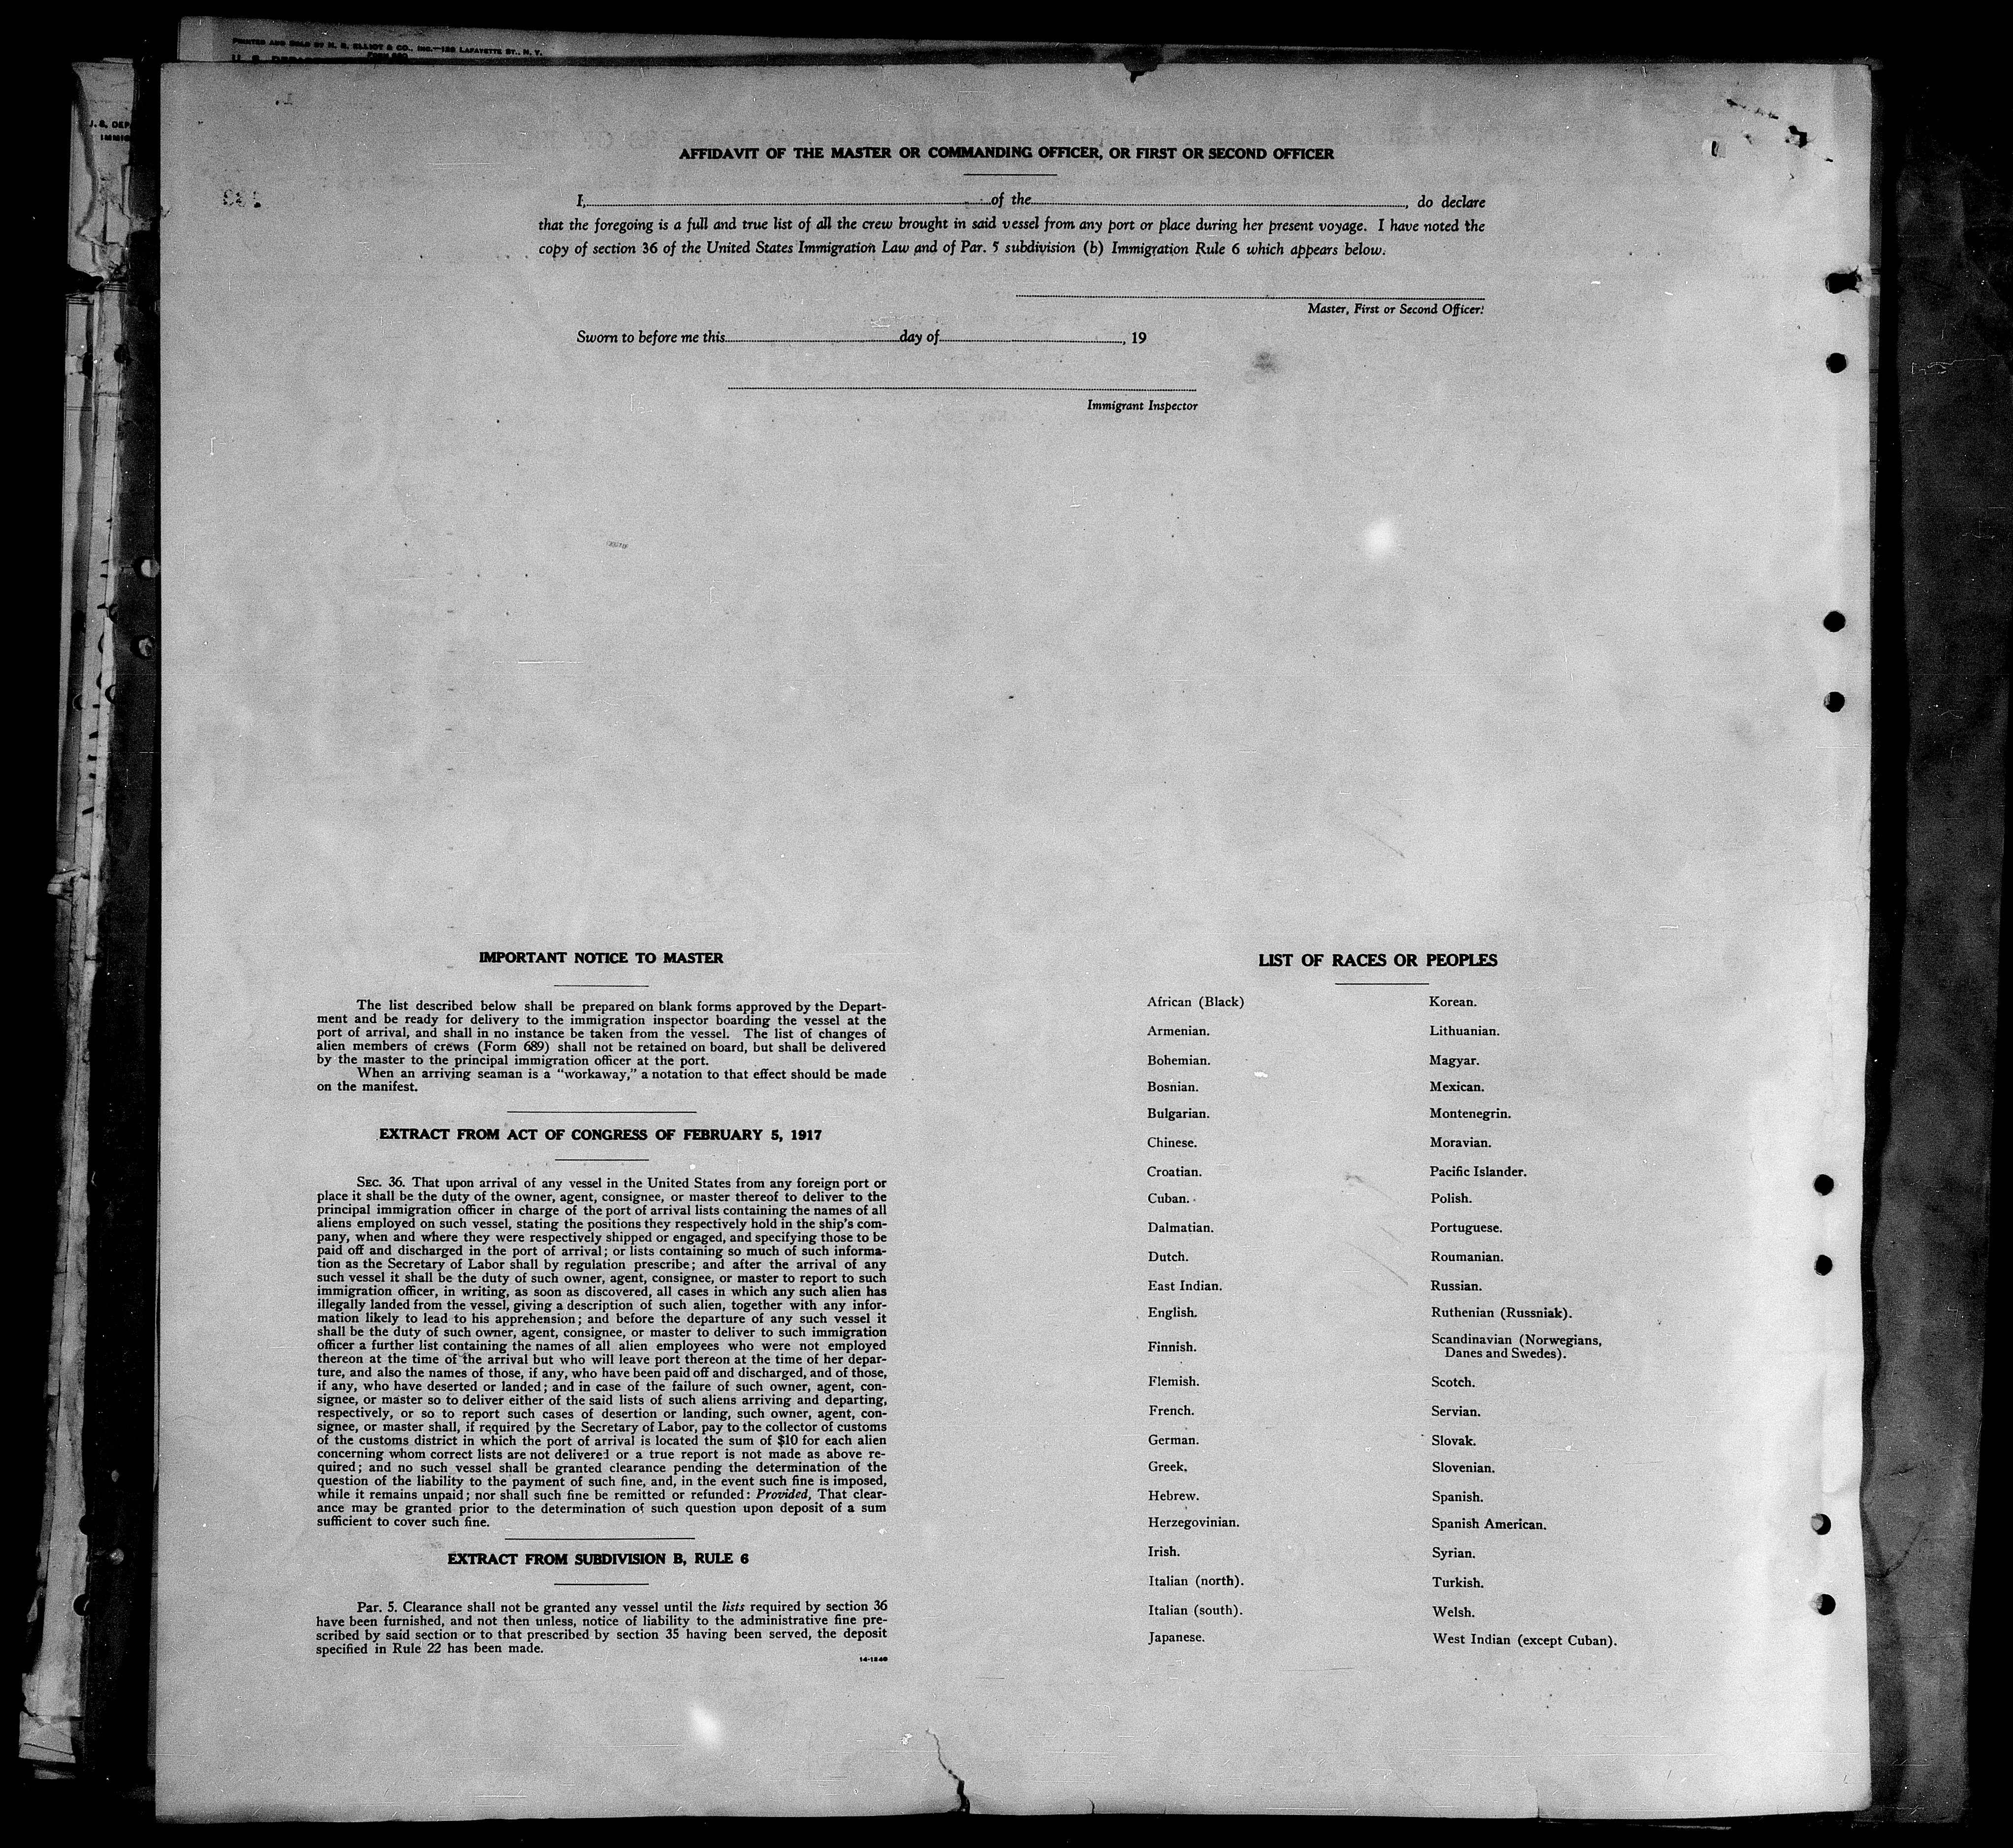 PRINTED AND SOLD BY N. R. ELLIOT & CO., INC.—128 LAFAYETTE ST., N. Y.
AFFIDAVIT OF THE MASTER OR COMMANDING OFFICER, OR FIRST OR SECOND OFFICER
I, of the , do declare
that the foregoing is a full and true list of all the crew brought in said vessel from any port or place during her present voyage. I have noted the
copy of section 36 of the United States Immigration Law and of Par. 5 subdivision (b) Immigration Rule 6 which appears below.
Master, First or Second Officer.
Sworn to before me this day of , 19
Immigrant Inspector
IMPORTANT NOTICE TO MASTER
The list described below shall be prepared on blank forms approved by the Depart-
ment and be ready for delivery to the immigration inspector boarding the vessel at the
port of arrival, and shall in no instance be taken from the vessel. The list of changes of
alien members of crews (Form 689) shall not be retained on board, but shall be delivered
by the master to the principal immigration officer at the port.
When an arriving seaman is a "workaway," a notation to that effect should be made
on the manifest.
EXTRACT FROM ACT OF CONGRESS OF FEBRUARY 5, 1917
SEC. 36. That upon arrival of any vessel in the United States from any foreign port or
place it shall be the duty of the owner, agent, consignee, or master thereof to deliver to the
principal immigration officer in charge of the port of arrival lists containing the names of all
aliens employed on such vessel, stating the positions they respectively hold in the ship's com-
pany, when and where they were respectively shipped or engaged, and specifying those to be
paid off and discharged in the port of arrival; or lists containing so much of such informa-
tion as the Secretary of Labor shall by regulation prescribe; and after the arrival of any
such vessel it shall be the duty of such owner, agent, consignee, or master to report to such
immigration officer, in writing, as soon as discovered, all cases in which any such alien has
illegally landed from the vessel, giving a description of such alien, together with any infor-
mation likely to lead to his apprehension; and before the departure of any such vessel it
shall be the duty of such owner, agent, consignee, or master to deliver to such immigration
officer a further list containing the names of all alien employees who were not employed
thereon at the time of the arrival but who will leave port thereon at the time of her depar-
ture, and also the names of those, if any, who have been paid off and discharged, and of those,
if any, who have deserted or landed; and in case of the failure of such owner, agent, con-
signee, or master so to deliver either of the said lists of such aliens arriving and departing,
respectively, or so to report such cases of desertion or landing, such owner, agent, con-
signee, or master shall, if required by the Secretary of Labor, pay to the collector of customs
of the customs district in which the port of arrival is located the sum of $10 for each alien
concerning whom correct lists are not delivered or a true report is not made as above re-
quired; and no such vessel shall be granted clearance pending the determination of the
question of the liability to the payment of such fine, and, in the event such fine is imposed,
while it remains unpaid; nor shall such fine be remitted or refunded: Provided, That clear-
ance may be granted prior to the determination of such question upon deposit of a sum
sufficient to cover such fine.
EXTRACT FROM SUBDIVISION B, RULE 6
Par. 5. Clearance shall not be granted any vessel until the lists required by section 36
have been furnished, and not then unless, notice of liability to the administrative fine pre-
scribed by said section or to that prescribed by section 35 having been served, the deposit
specified in Rule 22 has been made.
14-1240
LIST OF RACES OR PEOPLES
African (Black)
Armenian.
Bohemian.
Bosnian.
Bulgarian.
Chinese.
Croatian.
Cuban.
Dalmatian.
Dutch.
East Indian.
English.
Finnish.
Flemish.
French.
German.
Greek.
Hebrew.
Herzegovinian.
Irish.
Italian (north).
Italian (south).
Japanese.
Korean.
Lithuanian.
Magyar.
Mexican.
Montenegrin.
Moravian.
Pacific Islander.
Polish.
Portuguese.
Roumanian.
Russian.
Ruthenian (Russniak).
Scandinavian (Norwegians,
Danes and Swedes).
Scotch.
Servian.
Slovak.
Slovenian.
Spanish.
Spanish American.
Syrian.
Turkish.
Welsh.
West Indian (except Cuban).